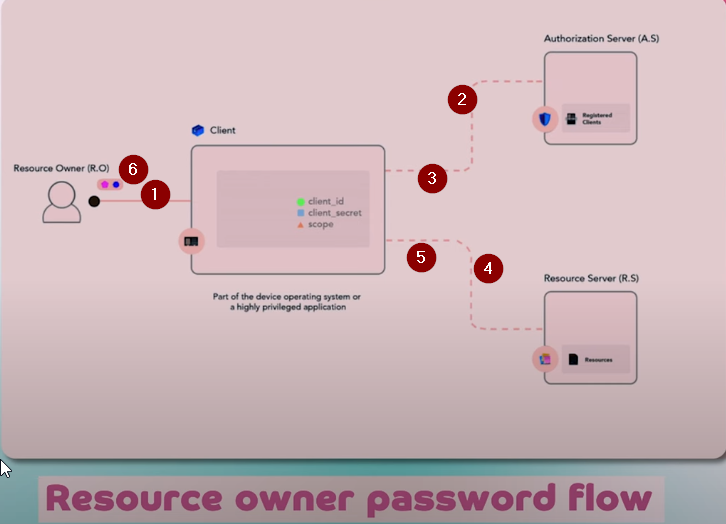 Authorization Server (A.S)
2
Registered
Clients
Client
Resource Owner (R.O)
6
1
3
client_id
client_secret
scope
5
4
Part of the device operating system or
a highly privileged application
Resource Server (R.S)
Resources
Resource owner password flow